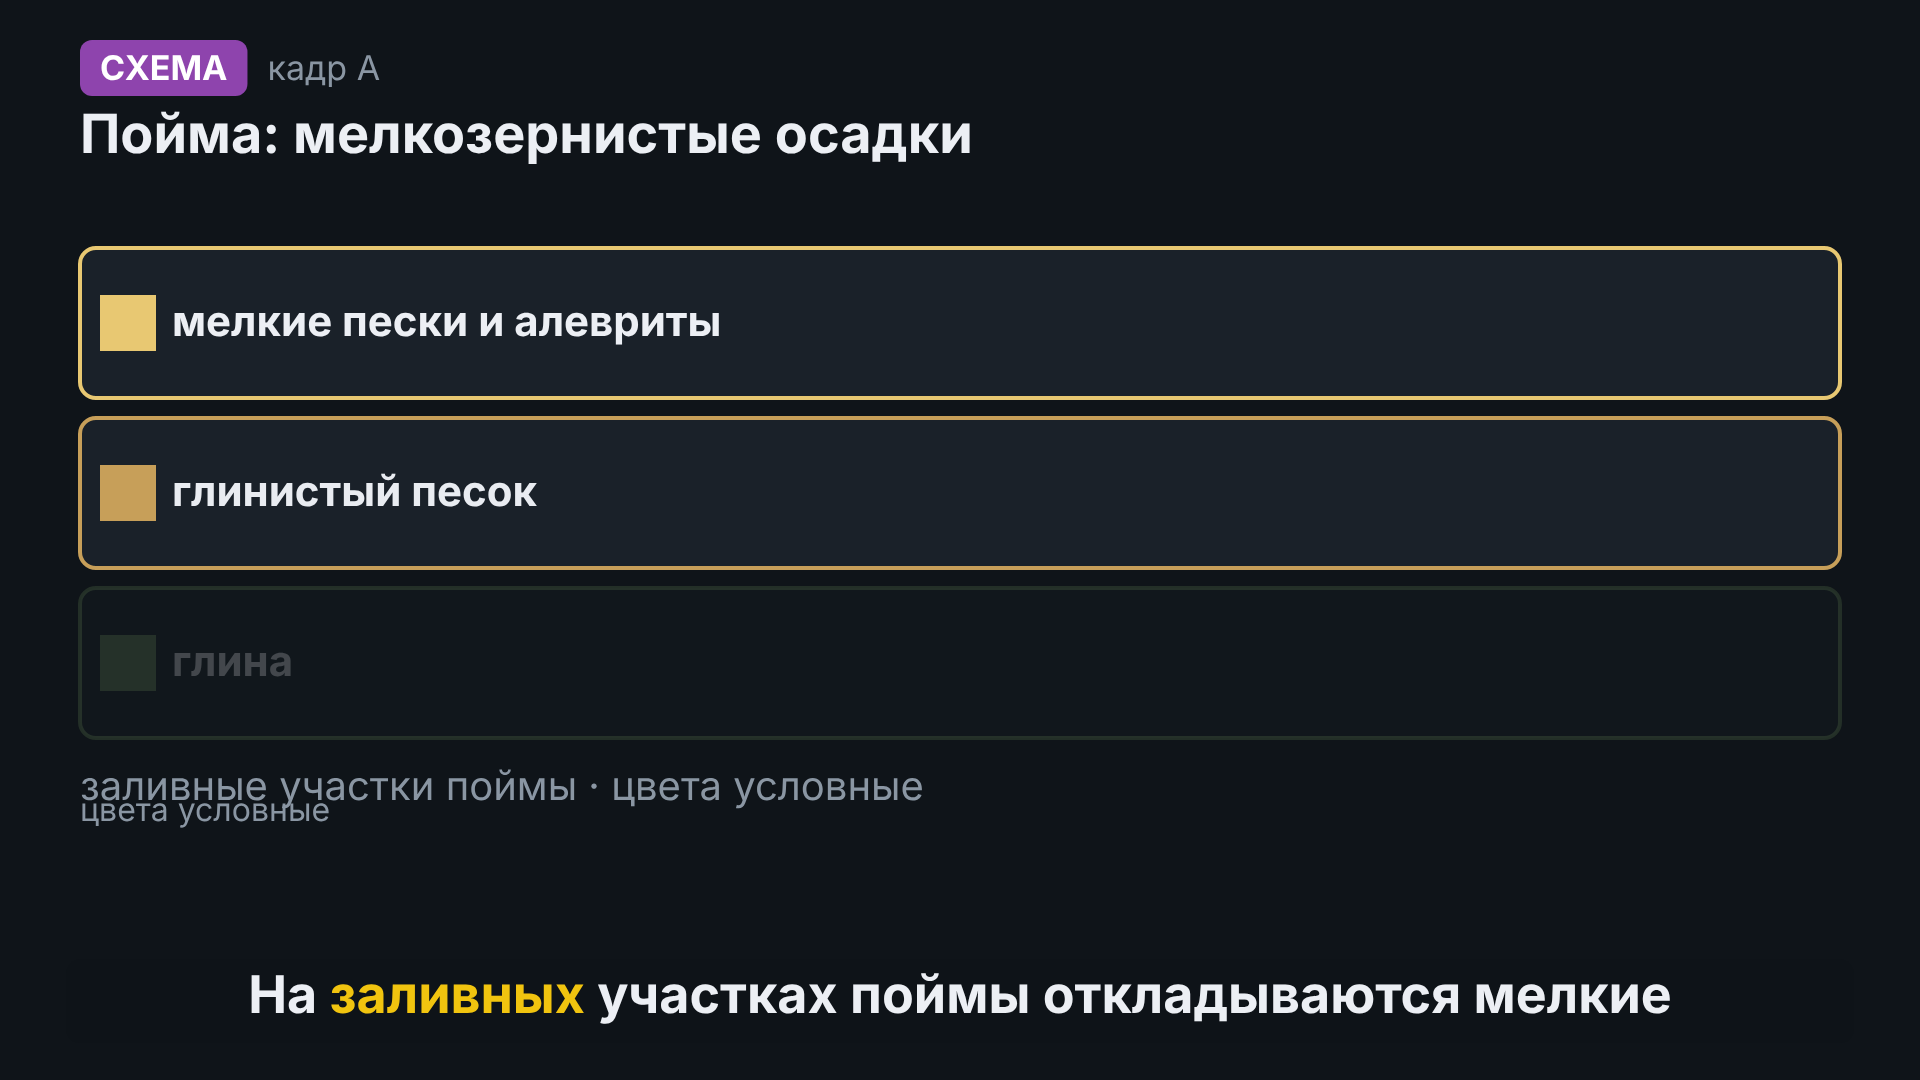 СХЕМА кадр А
Пойма: мелкозернистые осадки
мелкие пески и алевриты
глинистый песок
глина
заливные участки поймы · цвета условные
цвета условные
На заливных участках поймы откладываются мелкие